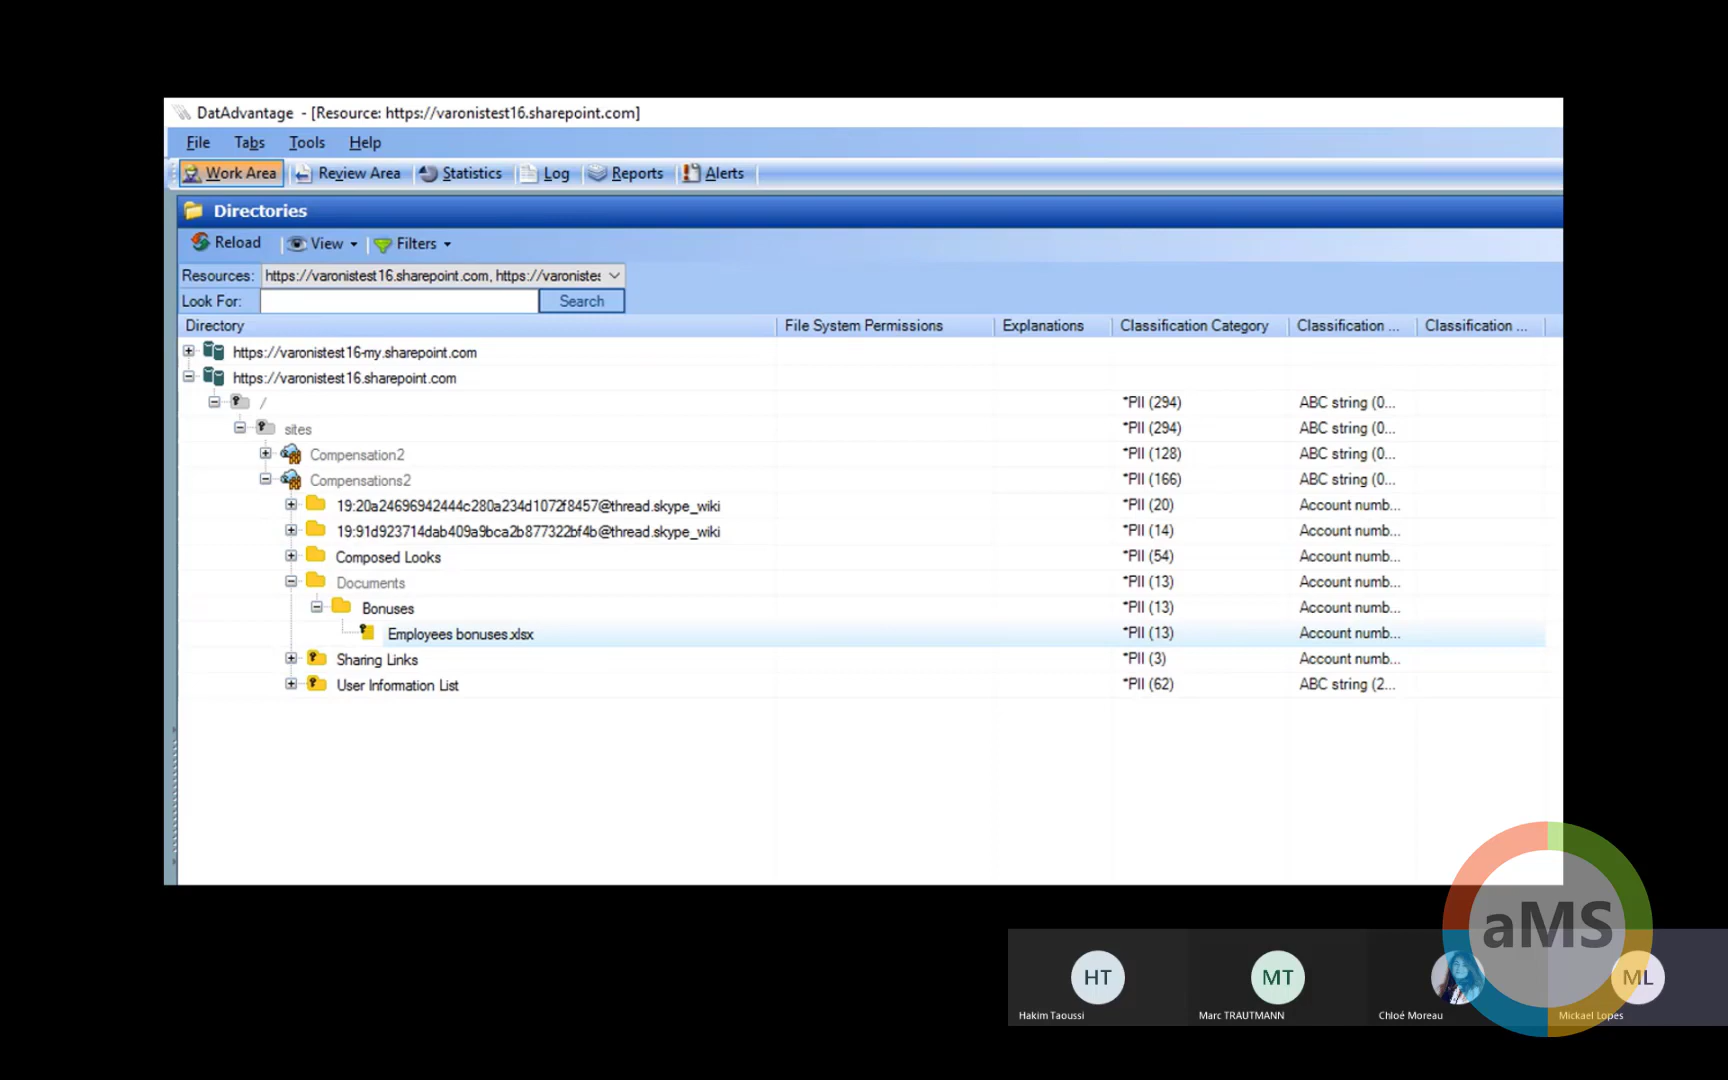 DatAdvantage - [Resource: https://varonistest16.sharepoint.com]
File Tabs Tools Help
Work Area Review Area Statistics Log Reports Alerts
Directories
Reload View Filters
Resources: https://varonistest16.sharepoint.com, https://varonistes
Look For: Search
Directory File System Permissions Explanations Classification Category Classification ... Classification ...
https://varonistest16-my.sharepoint.com
https://varonistest16.sharepoint.com
/ *PII (294) ABC string (0...
sites *PII (294) ABC string (0...
Compensation2 *PII (128) ABC string (0...
Compensations2 *PII (166) ABC string (0...
19:20a24696942444c280a234d1072f8457@thread.skype_wiki *PII (20) Account numb...
19:91d923714dab409a9bca2b877322bf4b@thread.skype_wiki *PII (14) Account numb...
Composed Looks *PII (54) Account numb...
Documents *PII (13) Account numb...
Bonuses *PII (13) Account numb...
Employees bonuses.xlsx *PII (13) Account numb...
Sharing Links *PII (3) Account numb...
User Information List *PII (62) ABC string (2...
aMS
HT MT ML
Hakim Taoussi Marc TRAUTMANN Chloé Moreau Mickael Lopes